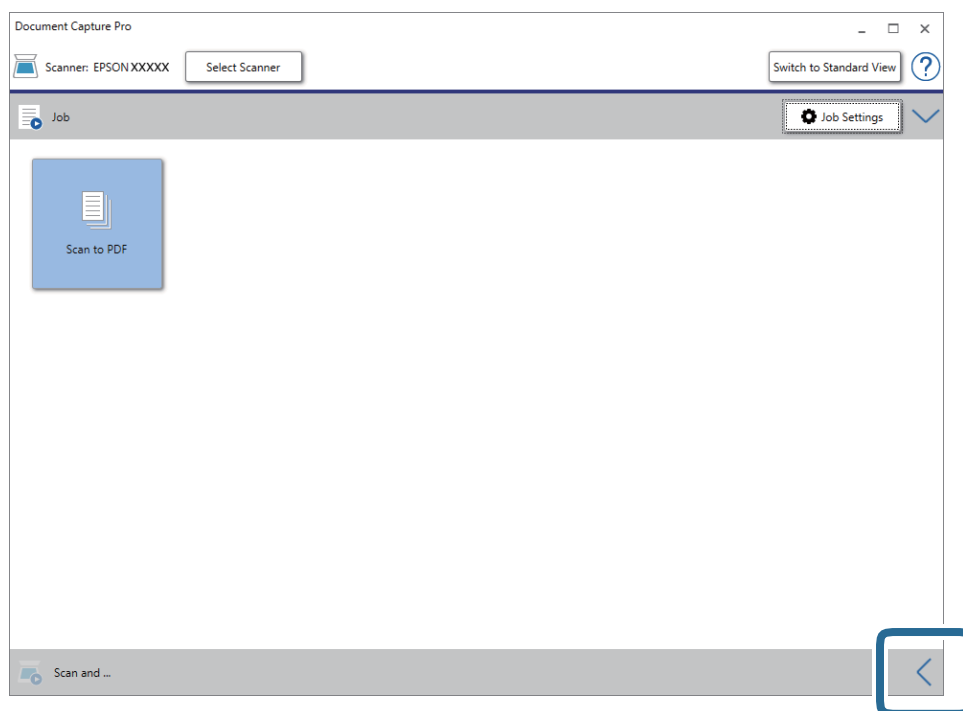 Document Capture Pro
Scanner: EPSON XXXXX
Select Scanner
Switch to Standard View
?
Job
Job Settings
Scan to PDF
Scan and ...